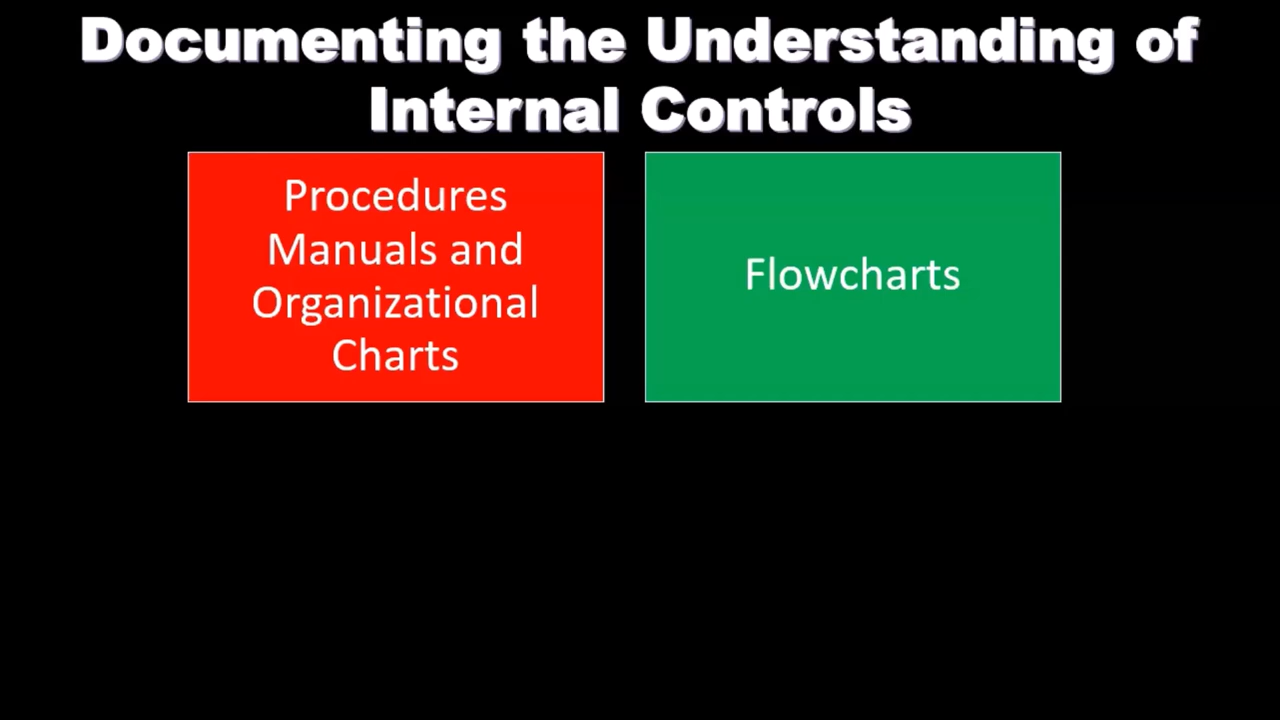 Documenting the Understanding of
Internal Controls
Procedures
Manuals and
Organizational
Charts
Flowcharts